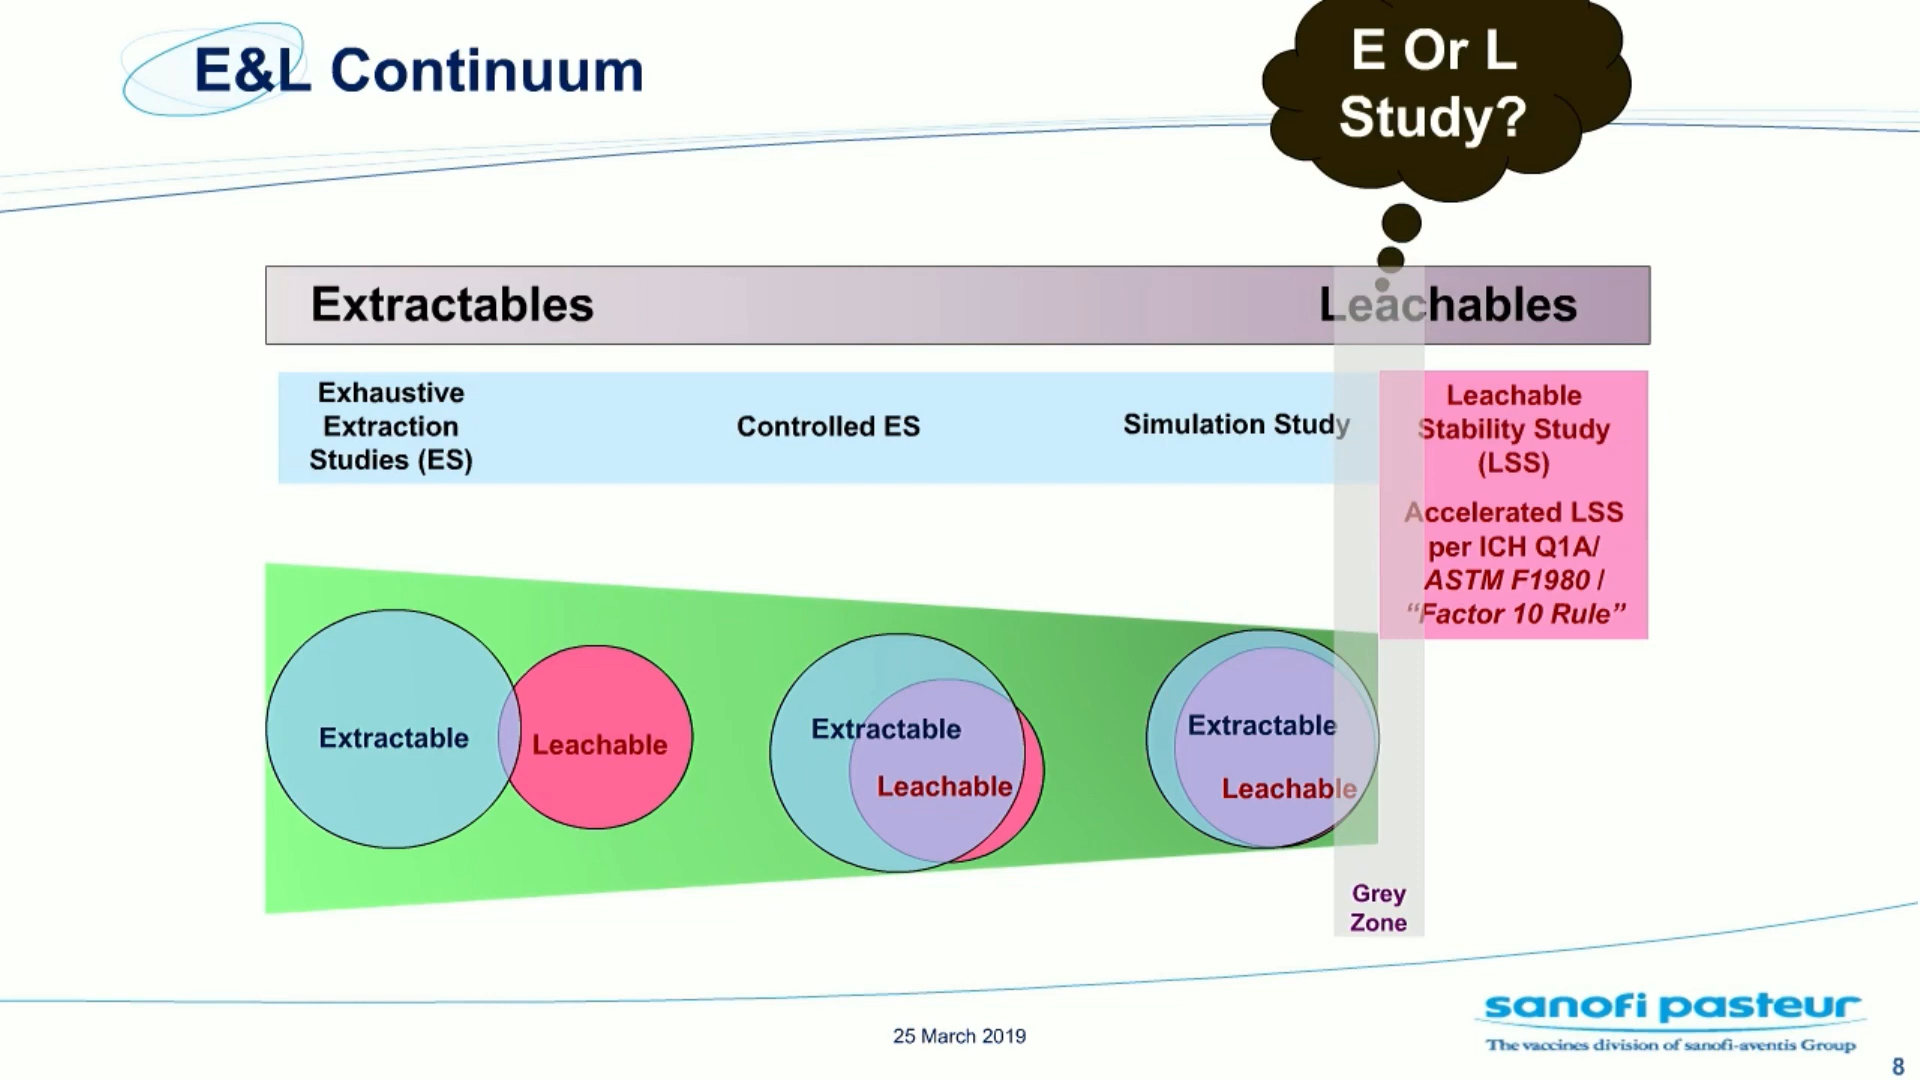 E&L Continuum
E Or L
Study?
Extractables
Leachables
Exhaustive
Extraction
Studies (ES)
Controlled ES
Simulation Study
Leachable
Stability Study
(LSS)
Accelerated LSS
per ICH Q1A/
ASTM F1980 /
“Factor 10 Rule”
Extractable
Leachable
Extractable
Leachable
Extractable
Leachable
Grey
Zone
25 March 2019
sanofi pasteur
The vaccines division of sanofi-aventis Group
8